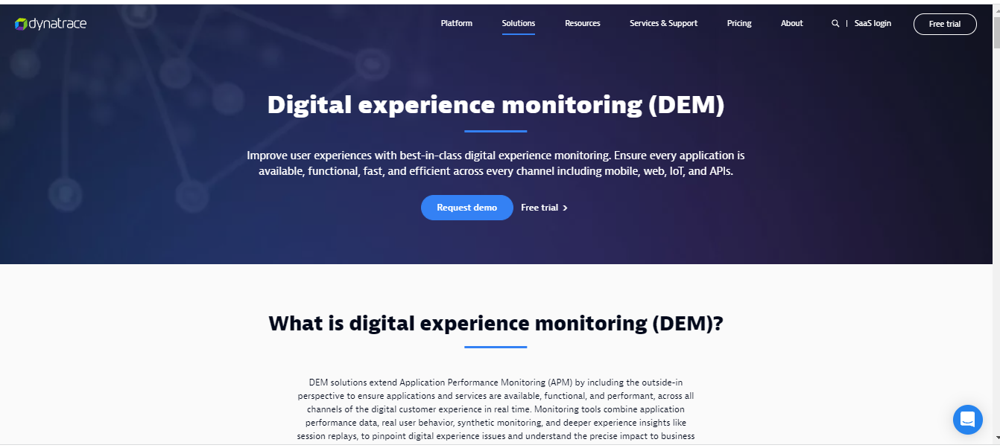 dynatrace
Platform
Solutions
Resources
Services & Support
Pricing
About
|
SaaS login
Free trial
Digital experience monitoring (DEM)
Improve user experiences with best-in-class digital experience monitoring. Ensure every application is
available, functional, fast, and efficient across every channel including mobile, web, IoT, and APIs.
Request demo
Free trial >
What is digital experience monitoring (DEM)?
DEM solutions extend Application Performance Monitoring (APM) by including the outside-in
perspective to ensure applications and services are available, functional, and performant, across all
channels of the digital customer experience in real time. Monitoring tools combine application
performance data, real user behavior, synthetic monitoring, and deeper experience insights like
session replays, to pinpoint digital experience issues and understand the precise impact to business